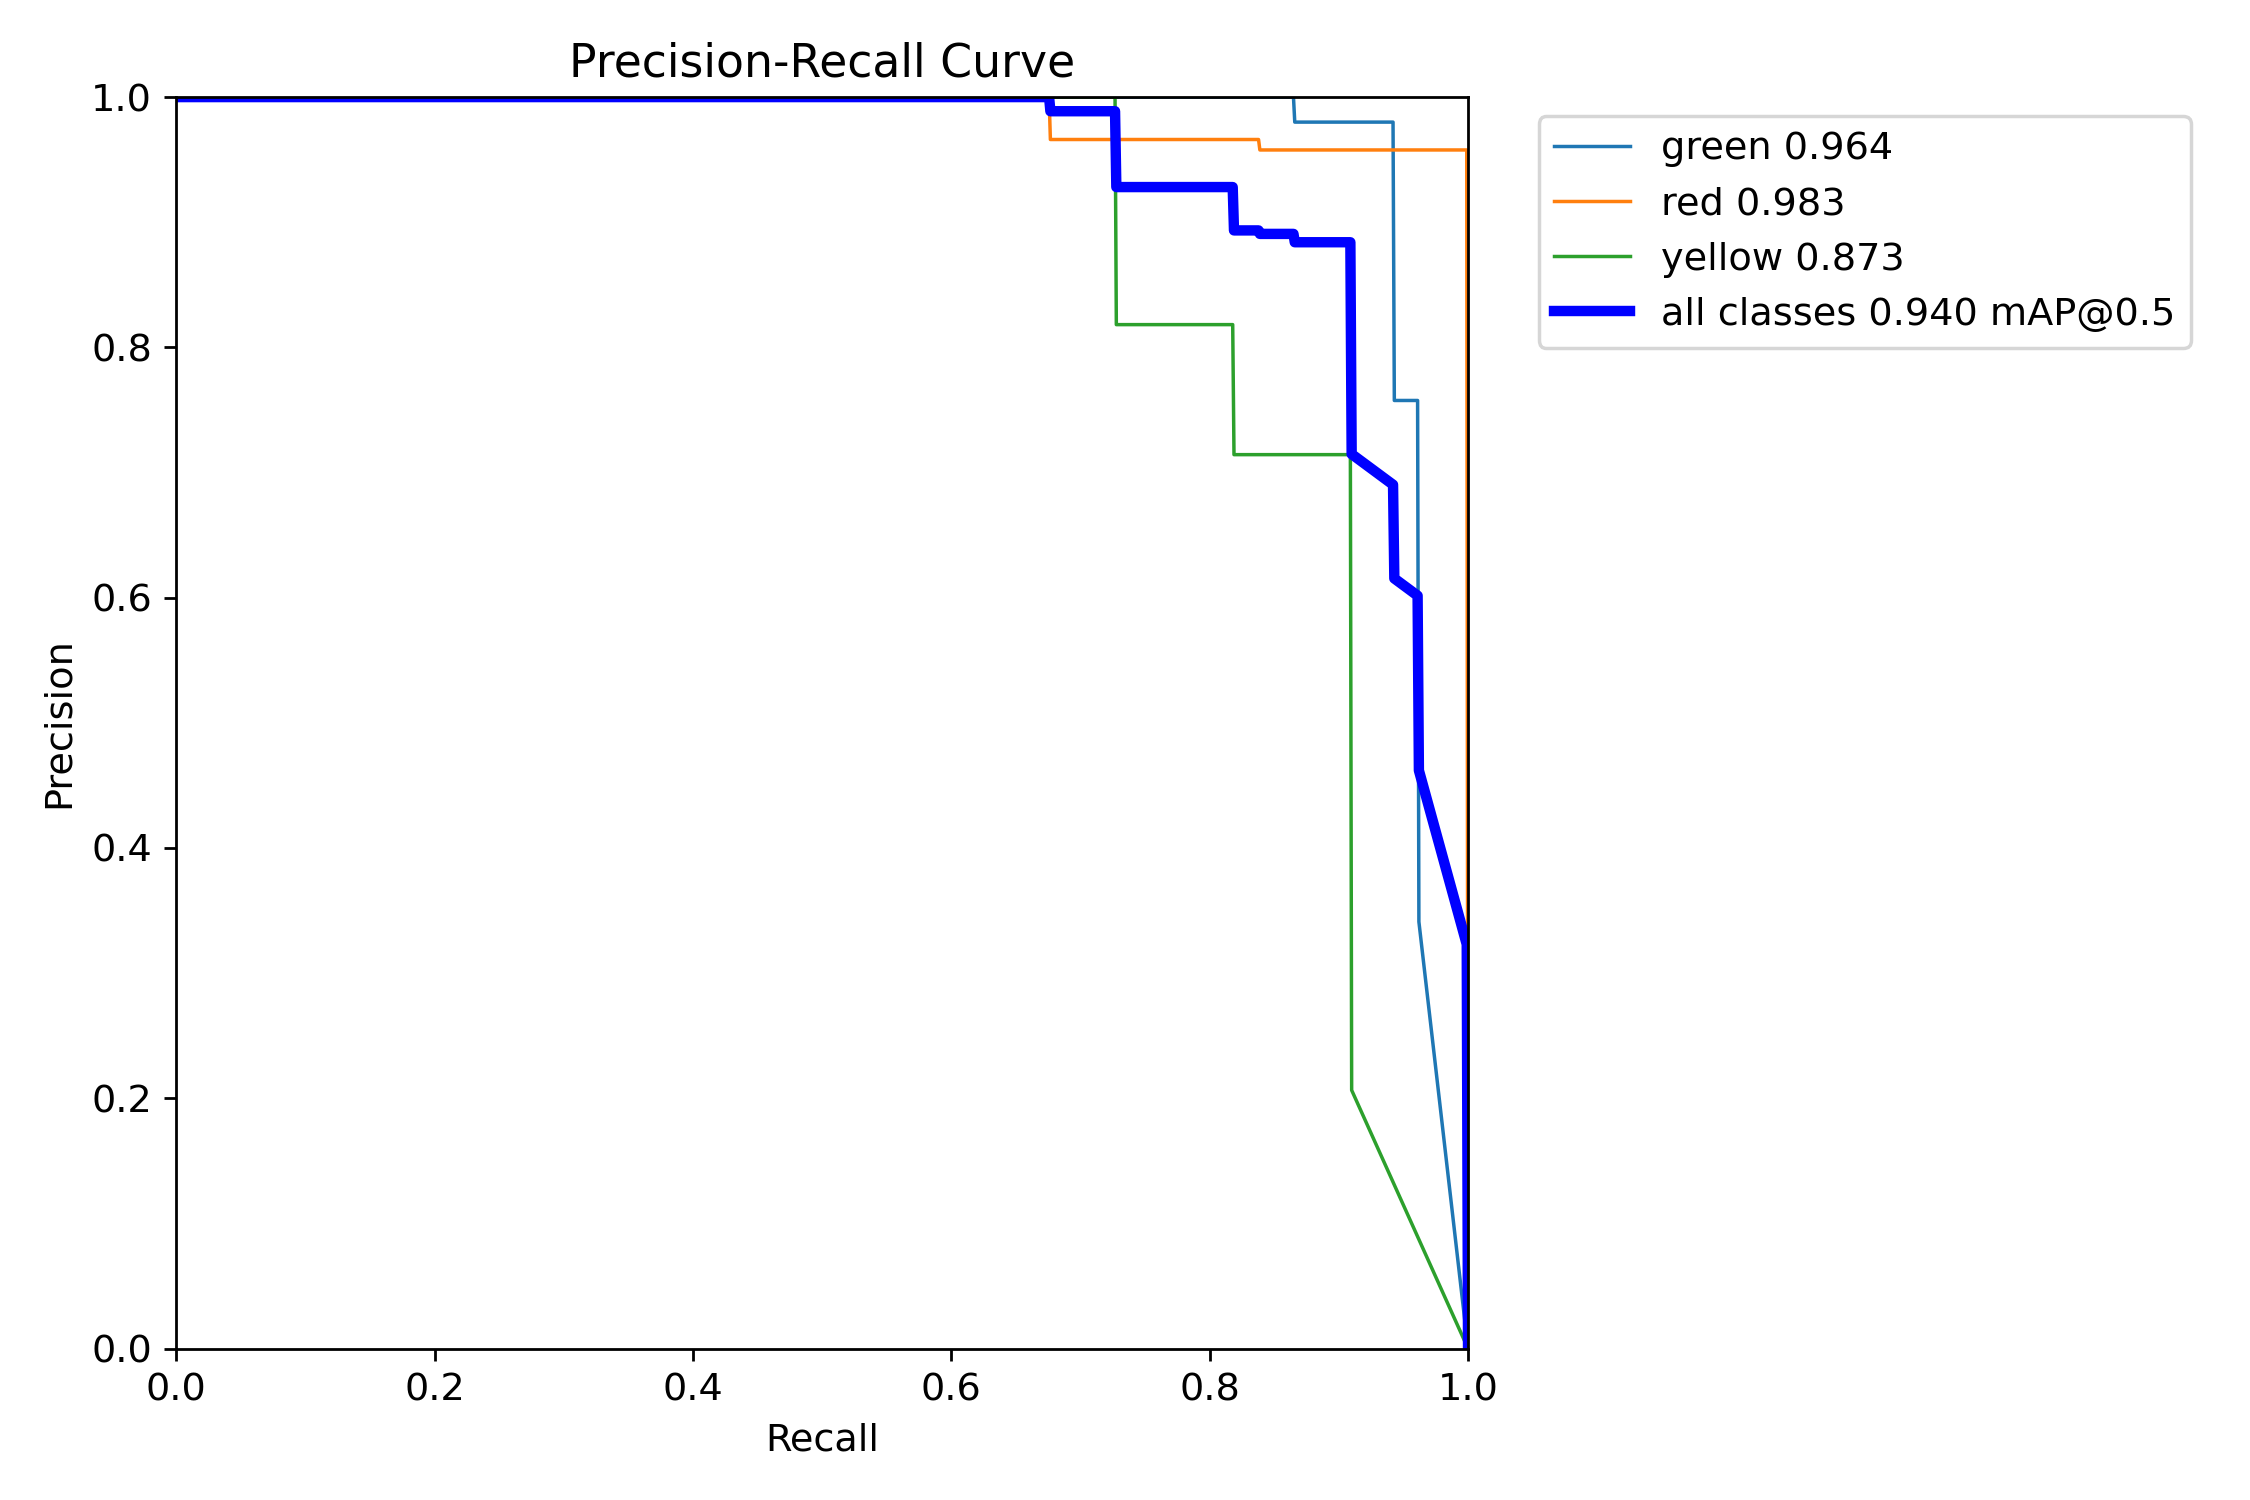 Precision-Recall Curve
1.0
0.8
0.6
0.4
0.2
0.0
Precision
0.0 0.2 0.4 0.6 0.8 1.0
Recall
green 0.964
red 0.983
yellow 0.873
all classes 0.940 mAP@0.5